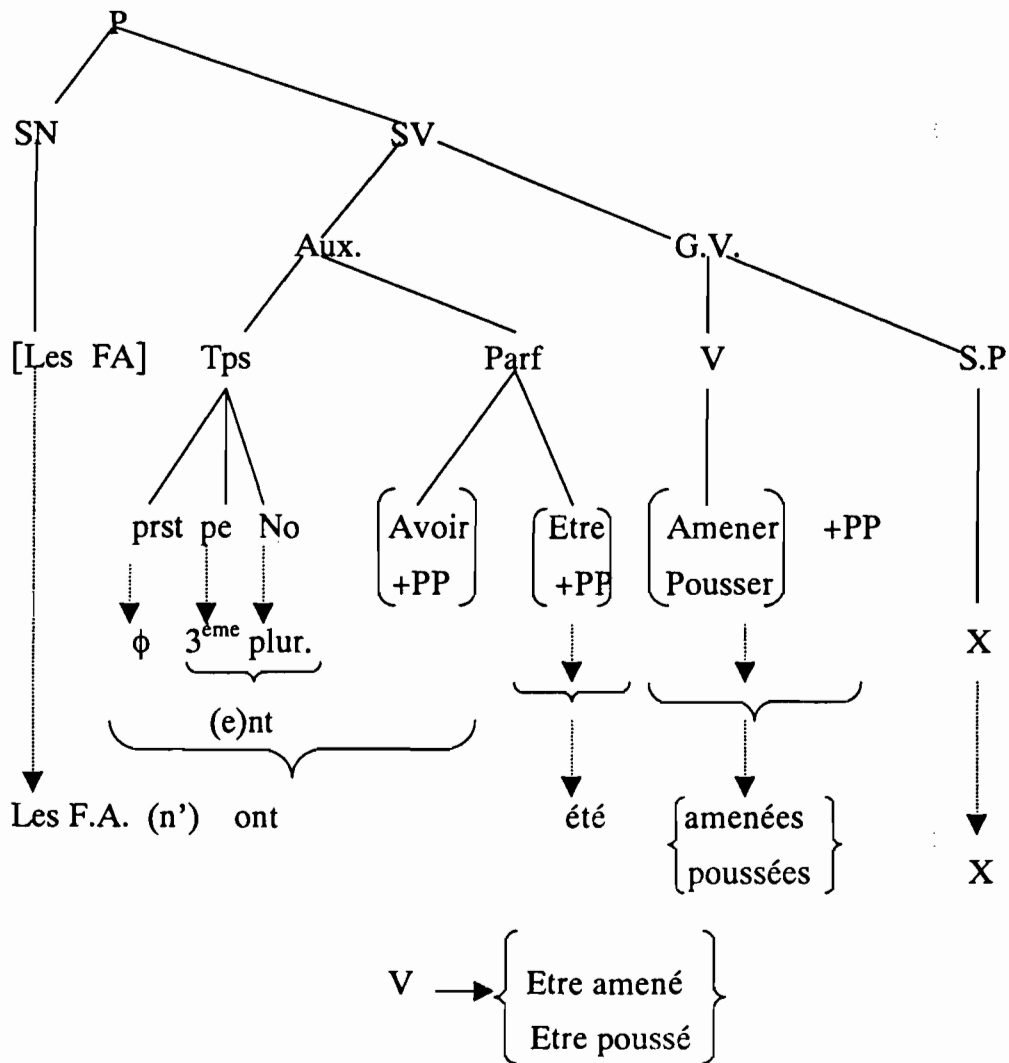 P
SN SV
Aux. G.V.
[Les FA] Tps Parf V S.P
prst pe No Avoir Etre Amener +PP
+PP +PP Pousser
ϕ 3ème plur. X
(e)nt
Les F.A. (n') ont été amenées
poussées X
V Etre amené
Etre poussé